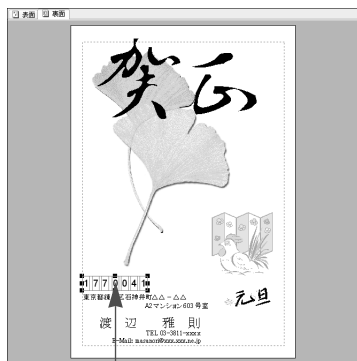 表面 裏面
賀正
元旦
1770041
東京都練馬区石神井町△△－△△
A2マンション603号室
渡辺 雅則
TEL 03-3811-xxxx
E-Mail: masanori@xxx.xxx.ne.jp